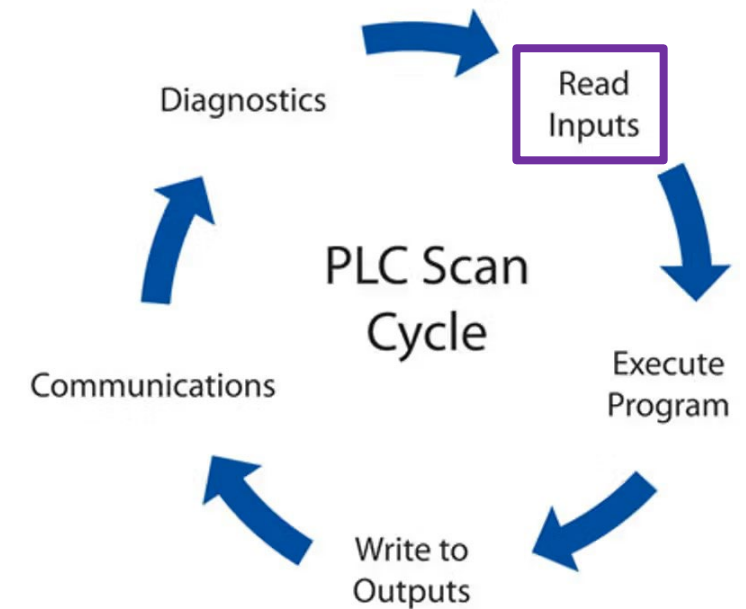 Diagnostics
Read
Inputs
PLC Scan
Cycle
Execute
Program
Communications
Write to
Outputs